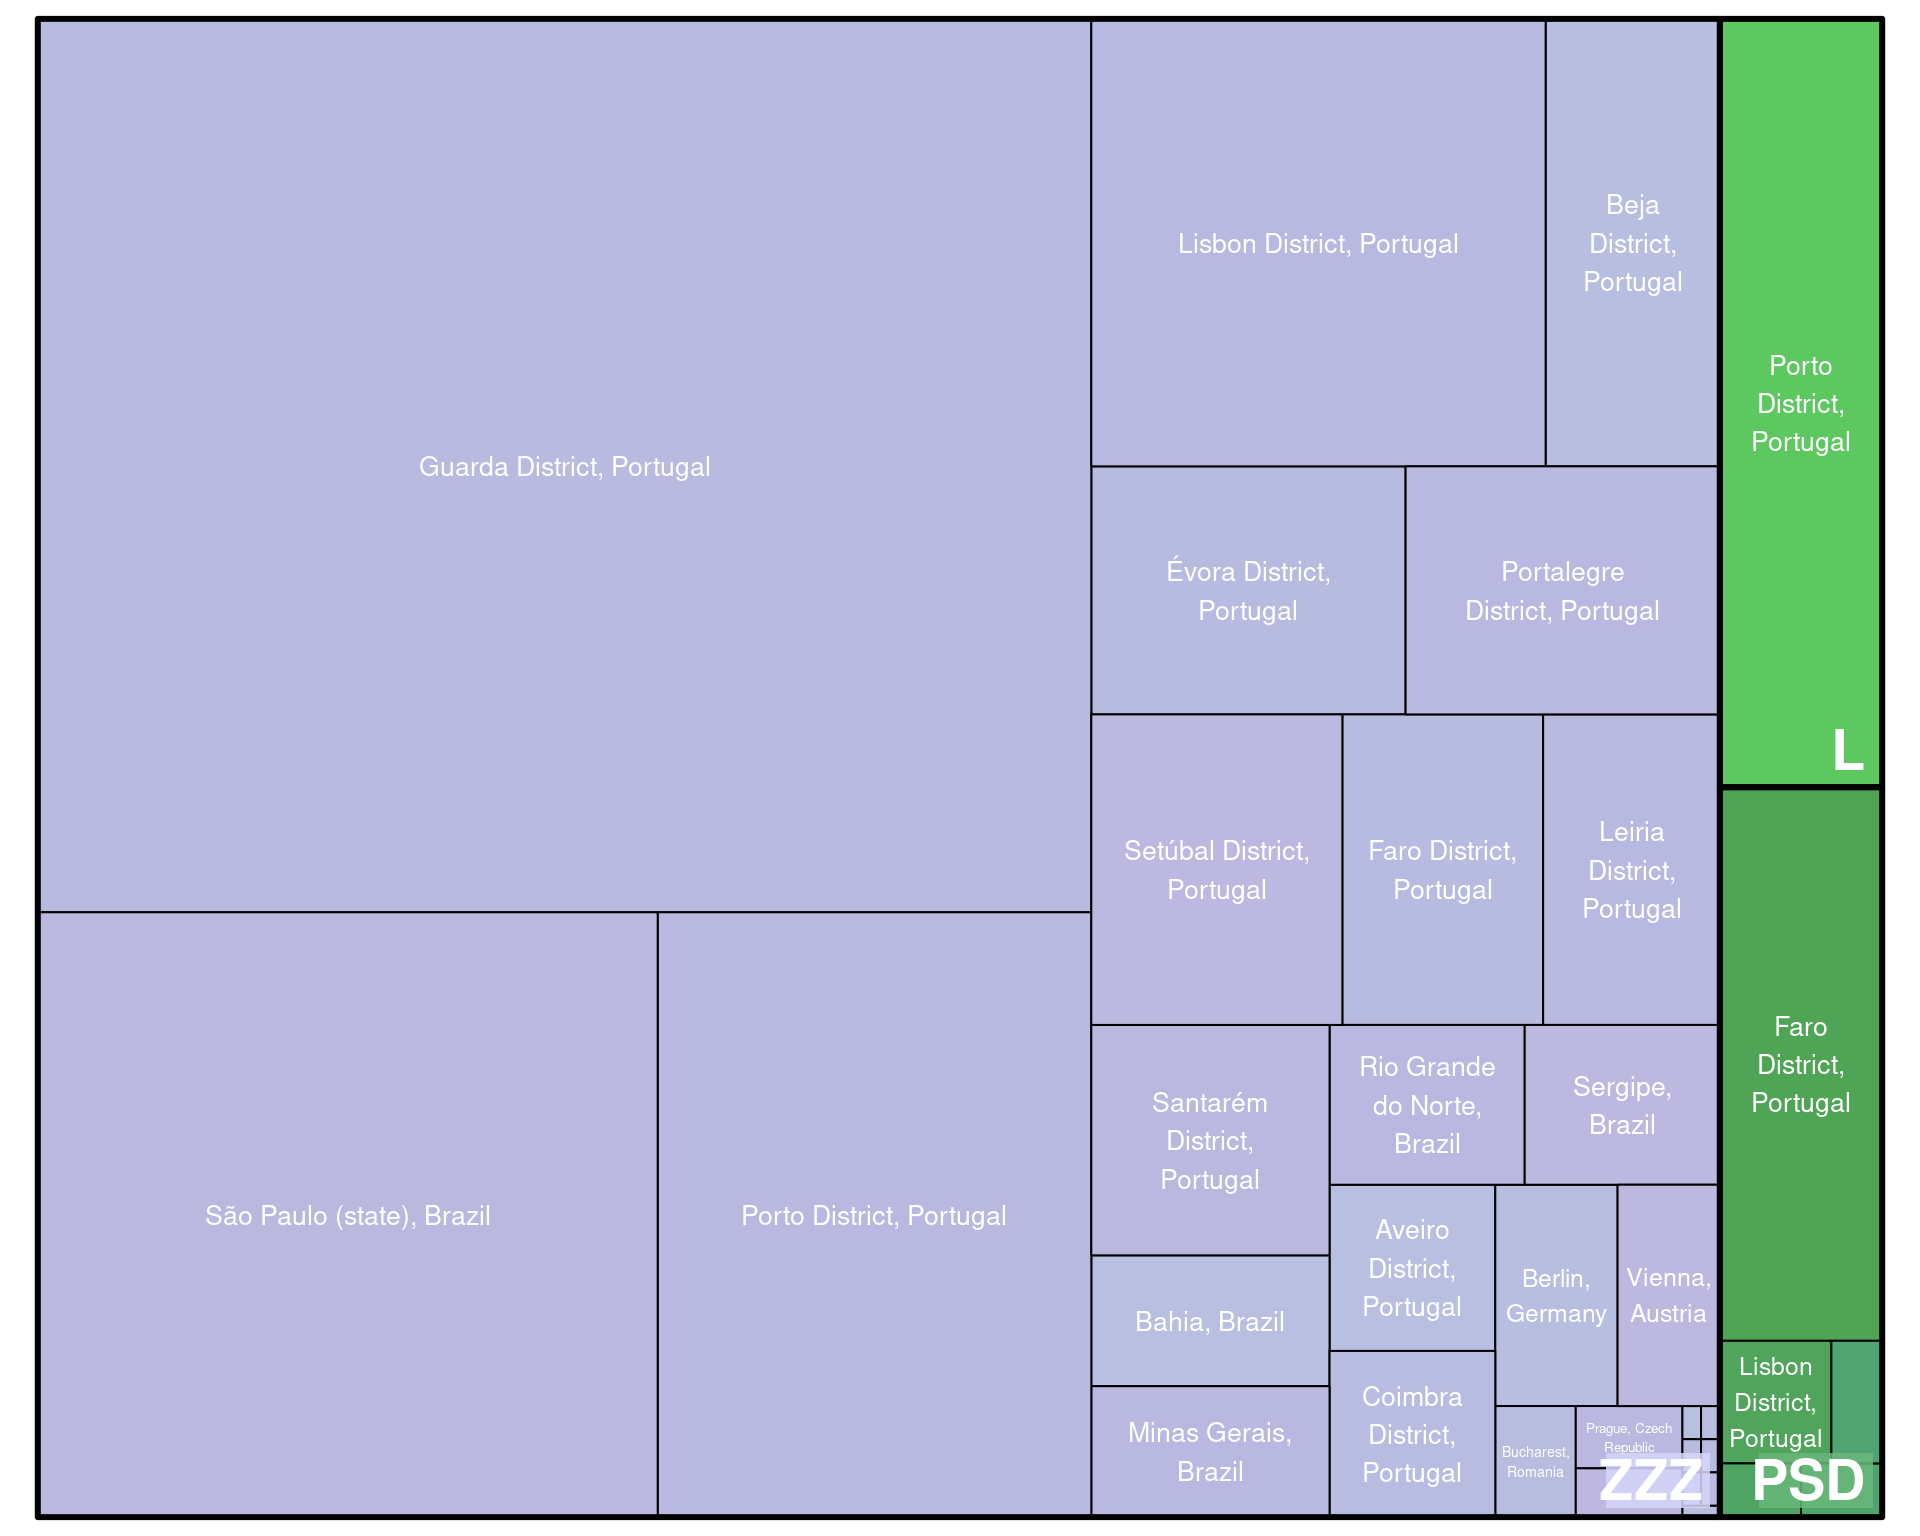 Guarda District, Portugal
São Paulo (state), Brazil
Porto District, Portugal
Lisbon District, Portugal
Beja
District,
Portugal
Évora District,
Portugal
Portalegre
District, Portugal
Setúbal District,
Portugal
Faro District,
Portugal
Leiria
District,
Portugal
Santarém
District,
Portugal
Rio Grande
do Norte,
Brazil
Sergipe,
Brazil
Bahia, Brazil
Minas Gerais,
Brazil
Aveiro
District,
Portugal
Coimbra
District,
Portugal
Berlin,
Germany
Vienna,
Austria
Bucharest,
Romania
Prague, Czech
Republic
ZZZ
Porto
District,
Portugal
L
Faro
District,
Portugal
Lisbon
District,
Portugal
PSD